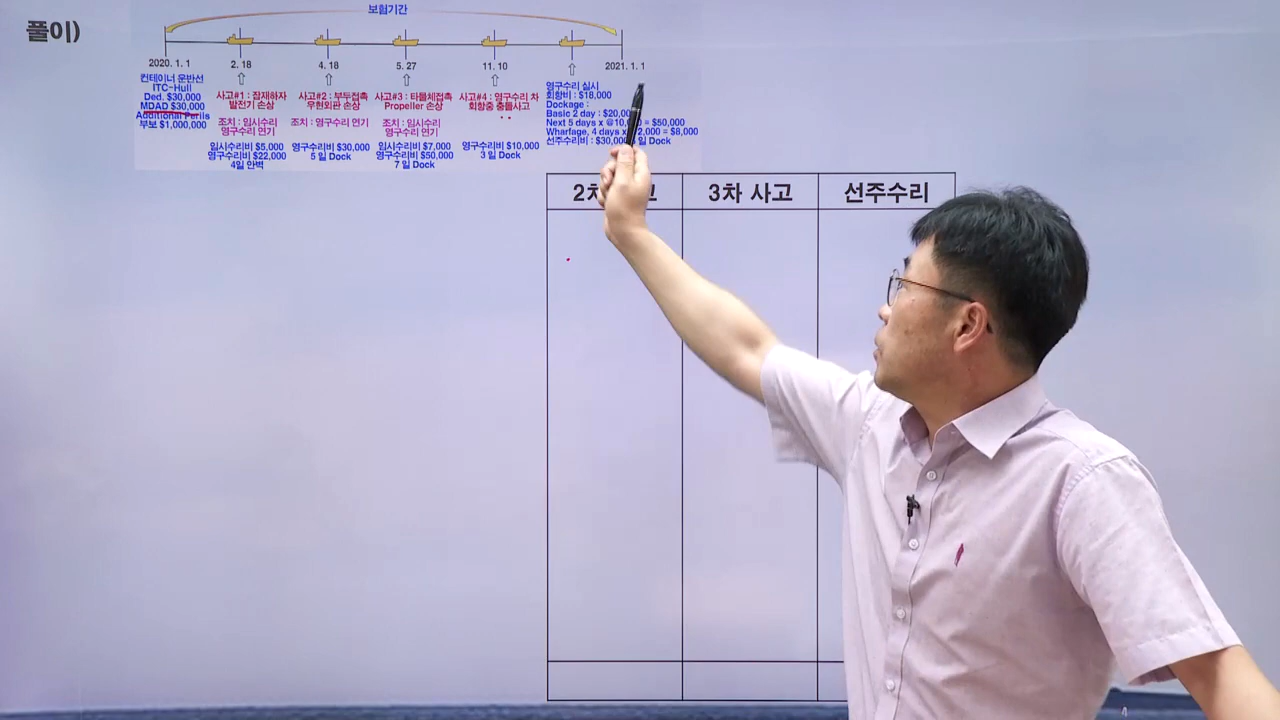 풀이)
보험기간
2020. 1. 1
2. 18
4. 18
5. 27
11. 10
2021. 1. 1
컨테이너 운반선
ITC-Hull
Ded. $30,000
MDAD $30,000
Additional Perils
부보 $1,000,000
사고#1 : 잠재하자
발전기 손상
조치 : 임시수리
영구수리 연기
임시수리비 $5,000
영구수리비 $22,000
4일 안벽
사고#2 : 부두접촉
우현외판 손상
조치 : 영구수리 연기
영구수리비 $30,000
5 일 Dock
사고#3 : 타물체접촉
Propeller 손상
조치 : 임시수리
영구수리 연기
임시수리비 $7,000
영구수리비 $50,000
7 일 Dock
사고#4 : 영구수리 차
회항중 충돌사고
영구수리비 $10,000
3 일 Dock
영구수리 실시
회항비 : $18,000
Dockage :
Basic 2 day : $20,00
Next 5 days x @10, = $50,000
Wharfage, 4 days x 2,000 = $8,000
선주수리비 : $30,000 일 Dock
3차 사고
선주수리